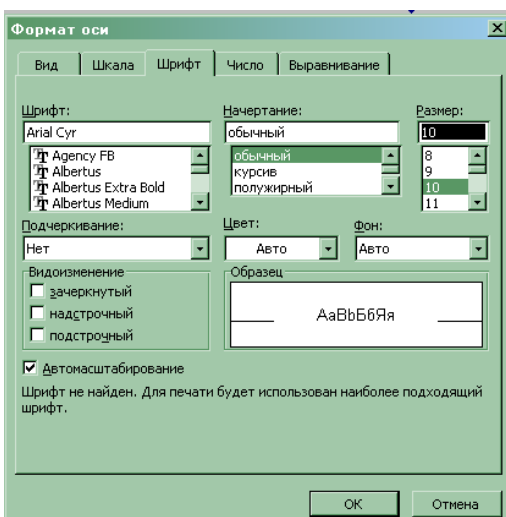 Формат оси
Вид Шкала Шрифт Число Выравнивание
Шрифт: Начертание: Размер:
Arial Cyr обычный 10
Agency FB обычный 8
Albertus курсив 9
Albertus Extra Bold полужирный 10
Albertus Medium 11
Подчеркивание: Цвет: Фон:
Нет Авто Авто
Видоизменение Образец
зачеркнутый
надстрочный АаВbБбЯя
подстрочный
Автомасштабирование
Шрифт не найден. Для печати будет использован наиболее подходящий
шрифт.
ОК Отмена